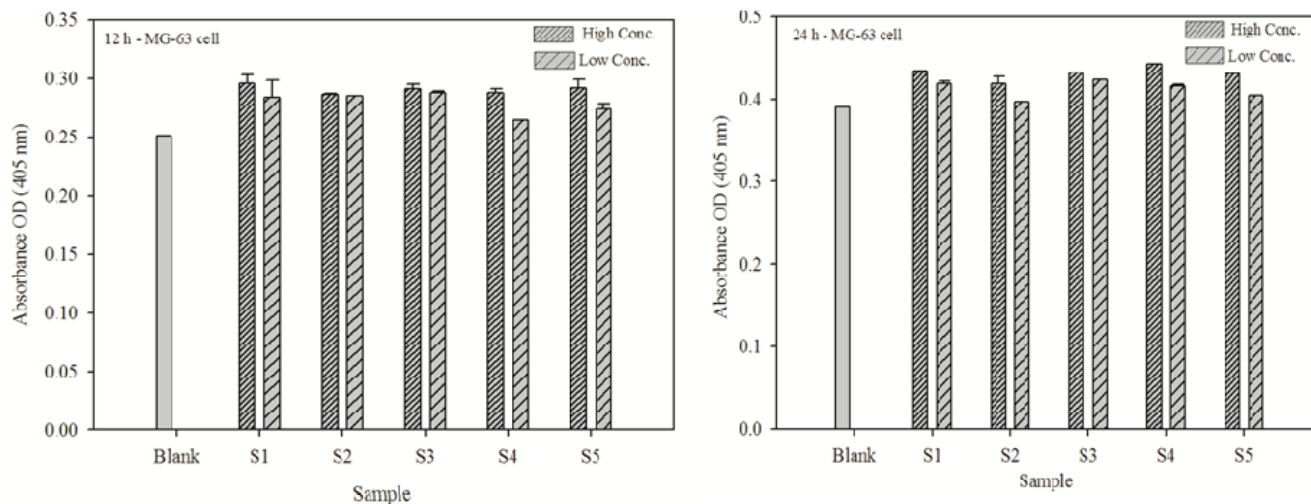 12 h - MG-63 cell
High Conc.
Low Conc.
Absorbance OD (405 nm)
0.35
0.30
0.25
0.20
0.15
0.10
0.05
0.00
Blank S1 S2 S3 S4 S5
Sample
24 h - MG-63 cell
High Conc.
Low Conc.
Absorbance OD (405 nm)
0.5
0.4
0.3
0.2
0.1
0.0
Blank S1 S2 S3 S4 S5
Sample